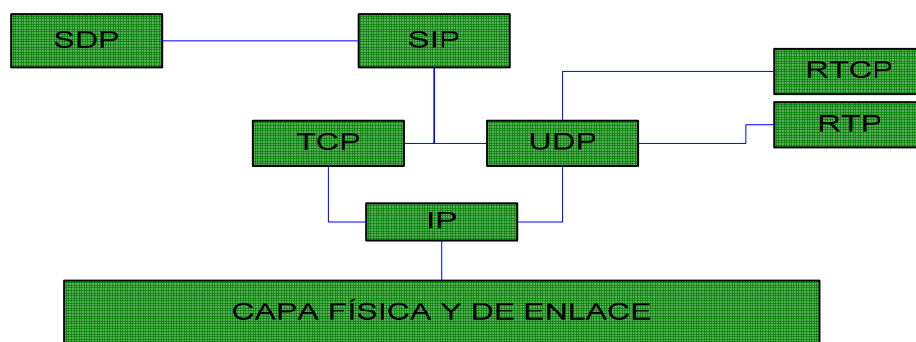 SDP
SIP
RTCP
RTP
TCP
UDP
IP
CAPA FÍSICA Y DE ENLACE